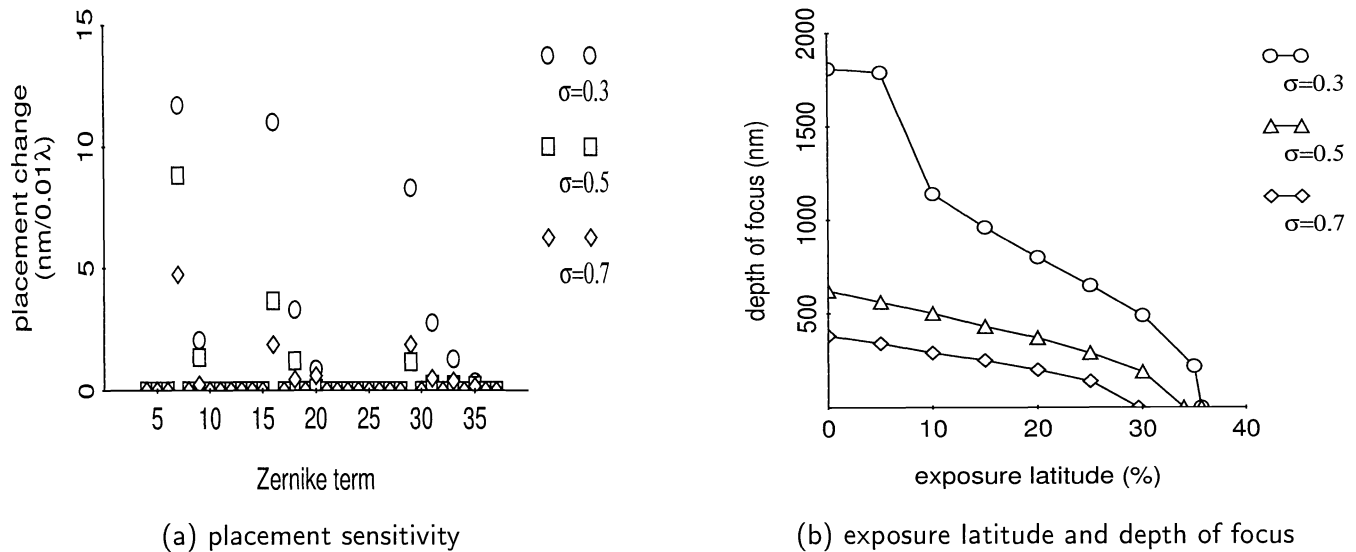 15
10
5
0
placement change
(nm/0.01λ)
5 10 15 20 25 30 35
Zernike term
σ=0.3
σ=0.5
σ=0.7
(a) placement sensitivity
2000
1500
1000
500
depth of focus (nm)
0 10 20 30 40
exposure latitude (%)
σ=0.3
σ=0.5
σ=0.7
(b) exposure latitude and depth of focus